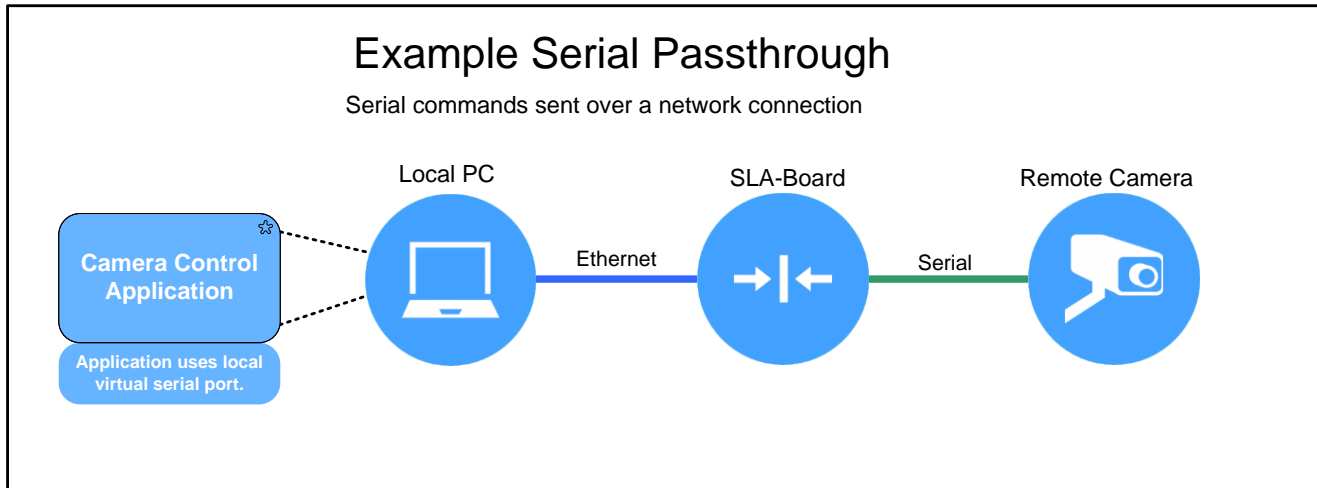 Example Serial Passthrough
Serial commands sent over a network connection
Local PC
SLA-Board
Remote Camera
Camera Control
Application
Ethernet
Serial
Application uses local
virtual serial port.